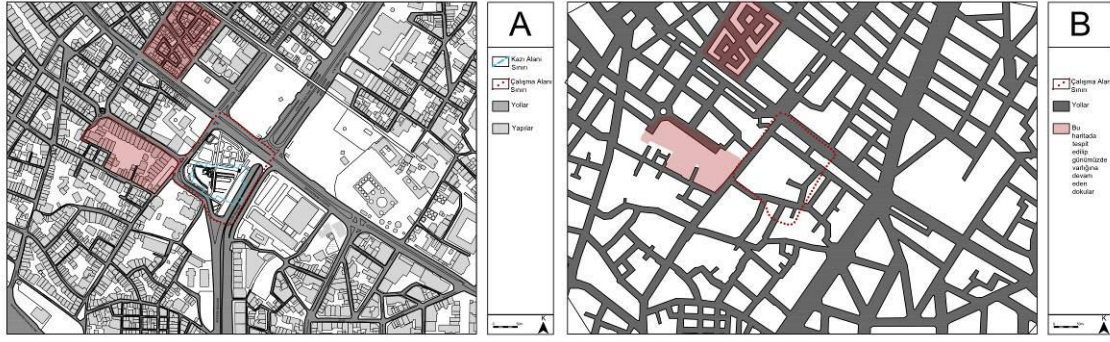 A
Kazı Alanı
Sınırı
Çalışma Alanı
Sınırı
Yollar
Yapılar
K
B
Çalışma Alanı
Sınırı
Yollar
Bu
haritada
tespit
edilip
günümüzde
varlığına
devam
eden
dokular
K